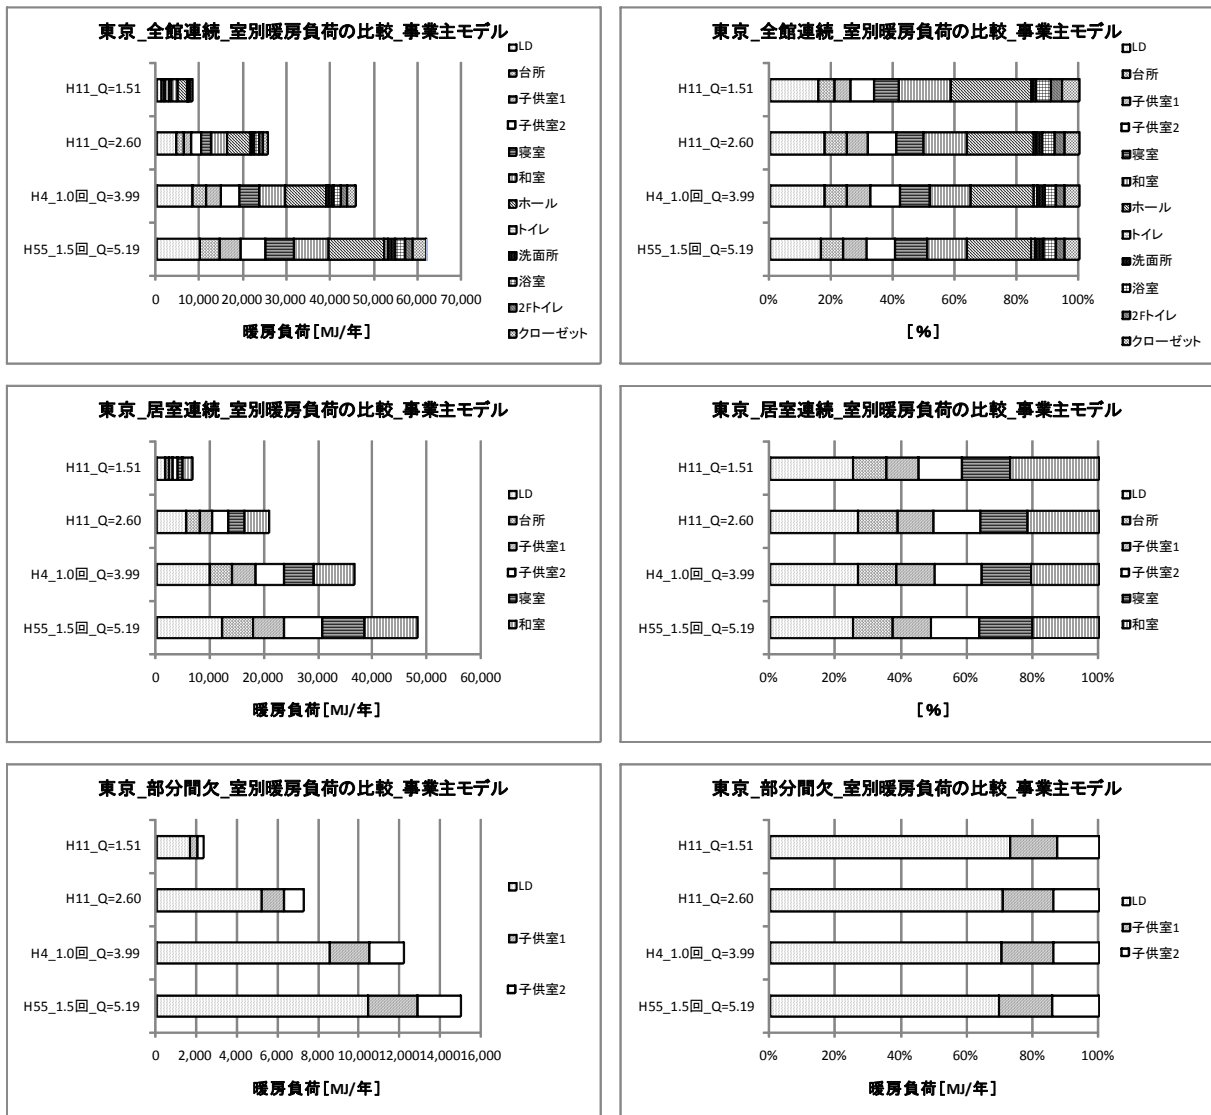 東京_全館連続_室別暖房負荷の比較_事業主モデル
H11_Q=1.51
H11_Q=2.60
H4_1.0回_Q=3.99
H55_1.5回_Q=5.19
0 10,000 20,000 30,000 40,000 50,000 60,000 70,000
暖房負荷[MJ/年]
LD
台所
子供室1
子供室2
寝室
和室
ホール
トイレ
洗面所
浴室
2Fトイレ
クローゼット
東京_全館連続_室別暖房負荷の比較_事業主モデル
H11_Q=1.51
H11_Q=2.60
H4_1.0回_Q=3.99
H55_1.5回_Q=5.19
0% 20% 40% 60% 80% 100%
[%]
LD
台所
子供室1
子供室2
寝室
和室
ホール
トイレ
洗面所
浴室
2Fトイレ
クローゼット
東京_居室連続_室別暖房負荷の比較_事業主モデル
H11_Q=1.51
H11_Q=2.60
H4_1.0回_Q=3.99
H55_1.5回_Q=5.19
0 10,000 20,000 30,000 40,000 50,000 60,000
暖房負荷[MJ/年]
LD
台所
子供室1
子供室2
寝室
和室
東京_居室連続_室別暖房負荷の比較_事業主モデル
H11_Q=1.51
H11_Q=2.60
H4_1.0回_Q=3.99
H55_1.5回_Q=5.19
0% 20% 40% 60% 80% 100%
[%]
LD
台所
子供室1
子供室2
寝室
和室
東京_部分間欠_室別暖房負荷の比較_事業主モデル
H11_Q=1.51
H11_Q=2.60
H4_1.0回_Q=3.99
H55_1.5回_Q=5.19
0 2,000 4,000 6,000 8,000 10,000 12,000 14,000 16,000
暖房負荷[MJ/年]
LD
子供室1
子供室2
東京_部分間欠_室別暖房負荷の比較_事業主モデル
H11_Q=1.51
H11_Q=2.60
H4_1.0回_Q=3.99
H55_1.5回_Q=5.19
0% 20% 40% 60% 80% 100%
暖房負荷[MJ/年]
LD
子供室1
子供室2